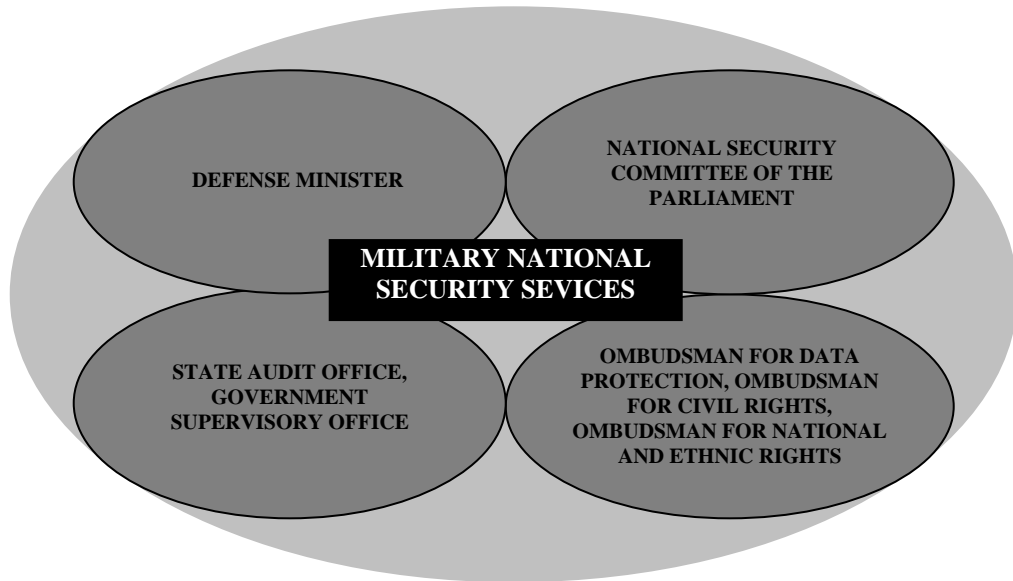 DEFENSE MINISTER
NATIONAL SECURITY
COMMITTEE OF THE
PARLIAMENT
MILITARY NATIONAL
SECURITY SEVICES
STATE AUDIT OFFICE,
GOVERNMENT
SUPERVISORY OFFICE
OMBUDSMAN FOR DATA
PROTECTION, OMBUDSMAN
FOR CIVIL RIGHTS,
OMBUDSMAN FOR NATIONAL
AND ETHNIC RIGHTS